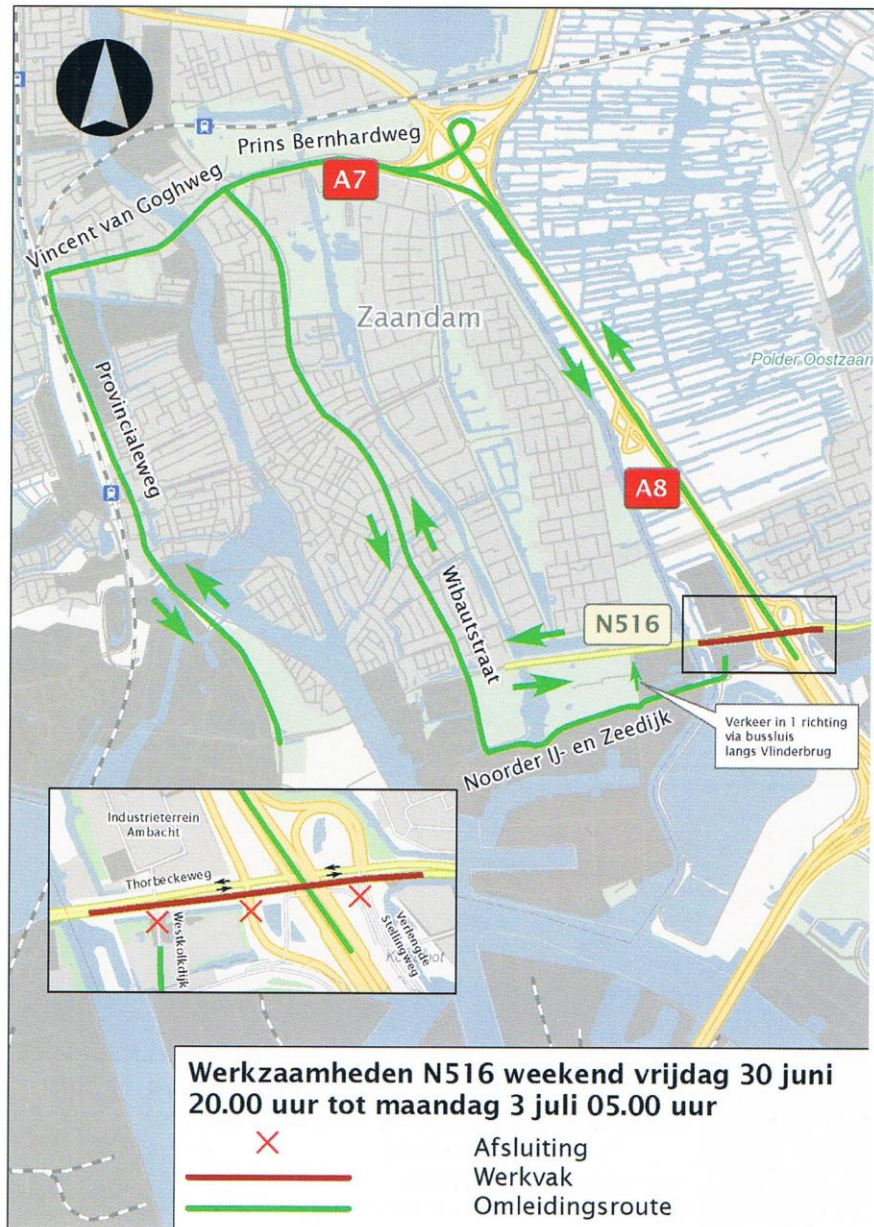 Prins Bernhardweg
A7
Vincent van Goghweg
Zaandam
Polder Oostzaan
Provincialeweg
A8
Wibautstraat
N516
Verkeer in 1 richting
via bussluis
langs Vlinderbrug
Noorder IJ- en Zeedijk
Industrieterrein
Ambacht
Thorbeckeweg
Westkolkdijk
Verlengde
Stellingweg
Werkzaamheden N516 weekend vrijdag 30 juni
20.00 uur tot maandag 3 juli 05.00 uur
Afsluiting
Werkvak
Omleidingsroute